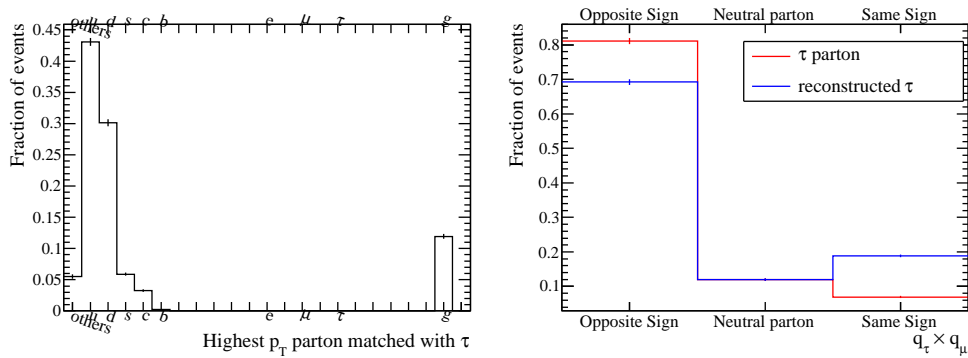 others u d s c b e μ τ g
Fraction of events
0.45
0.4
0.35
0.3
0.25
0.2
0.15
0.1
0.05
0
others u d s c b e μ τ g
Highest p_T parton matched with τ
Opposite Sign Neutral parton Same Sign
Fraction of events
0.8
0.7
0.6
0.5
0.4
0.3
0.2
0.1
τ parton
reconstructed τ
Opposite Sign Neutral parton Same Sign
q_τ × q_μ